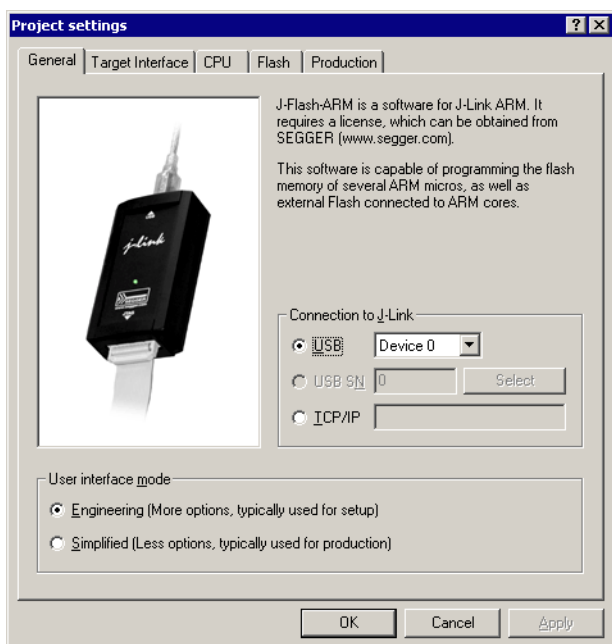 Project settings
General
Target Interface
CPU
Flash
Production
J-Flash-ARM is a software for J-Link ARM. It
requires a license, which can be obtained from
SEGGER (www.segger.com).
This software is capable of programming the flash
memory of several ARM micros, as well as
external Flash connected to ARM cores.
j-link
Connection to J-Link
USB
Device 0
USB SN
0
Select
TCP/IP
User interface mode
Engineering (More options, typically used for setup)
Simplified (Less options, typically used for production)
OK
Cancel
Apply